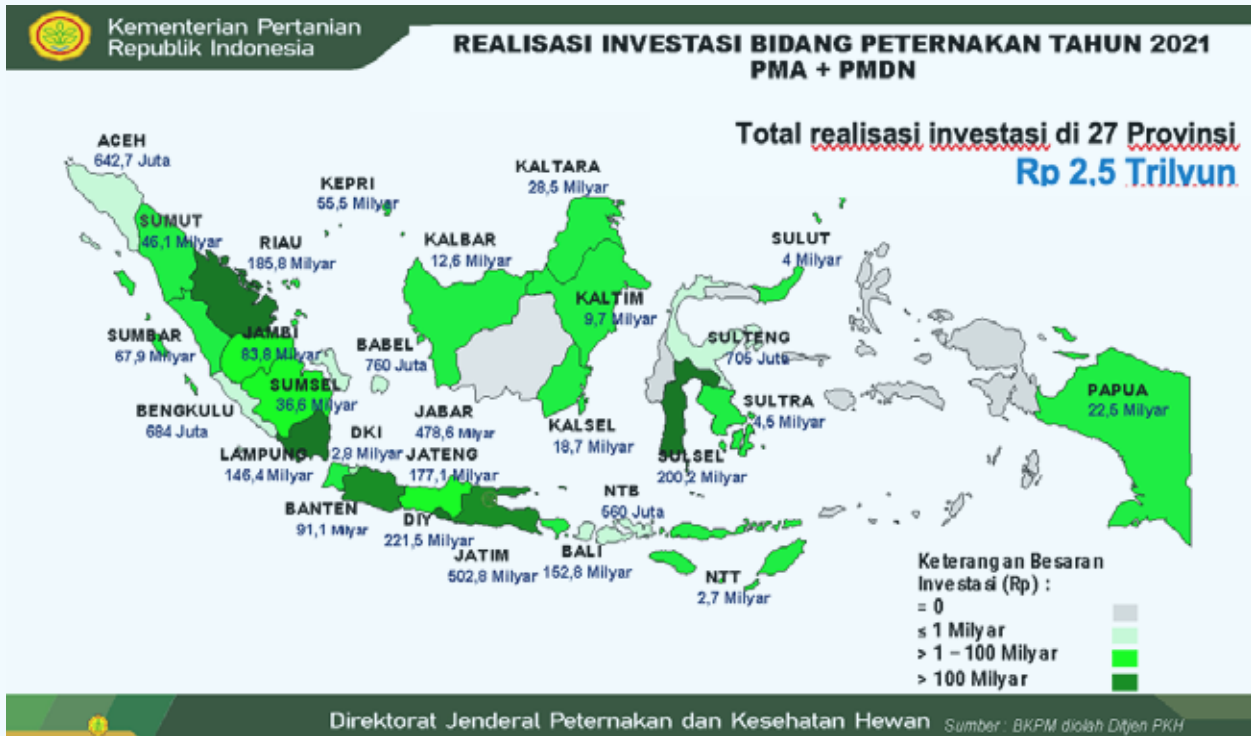 Kementerian Pertanian
Republik Indonesia
REALISASI INVESTASI BIDANG PETERNAKAN TAHUN 2021
PMA + PMDN
Total realisasi investasi di 27 Provinsi
Rp 2,5 Trilyun
ACEH
642,7 Juta
SUMUT
46,1 Milyar
KEPRI
55,5 Milyar
RIAU
185,8 Milyar
KALTARA
28,5 Milyar
KALBAR
12,6 Milyar
SULUT
4 Milyar
KALTIM
9,7 Milyar
SUMBAR
67,9 Milyar
JAMBI
83,8 Milyar
BABEL
760 Juta
SULTENG
705 Juta
SUMSEL
36,6 Milyar
BENGKULU
684 Juta
JABAR
478,6 Milyar
KALSEL
18,7 Milyar
SULTRA
4,5 Milyar
PAPUA
22,5 Milyar
LAMPUNG
146,4 Milyar
DKI
2,8 Milyar
JATENG
177,1 Milyar
SULSEL
200,2 Milyar
BANTEN
91,1 Milyar
DIY
221,5 Milyar
JATIM
502,8 Milyar
BALI
152,8 Milyar
NTB
560 Juta
NTT
2,7 Milyar
Keterangan Besaran
Investasi (Rp) :
= 0
≤ 1 Milyar
> 1 – 100 Milyar
> 100 Milyar
Direktorat Jenderal Peternakan dan Kesehatan Hewan
Sumber : BKPM diolah Ditjen PKH